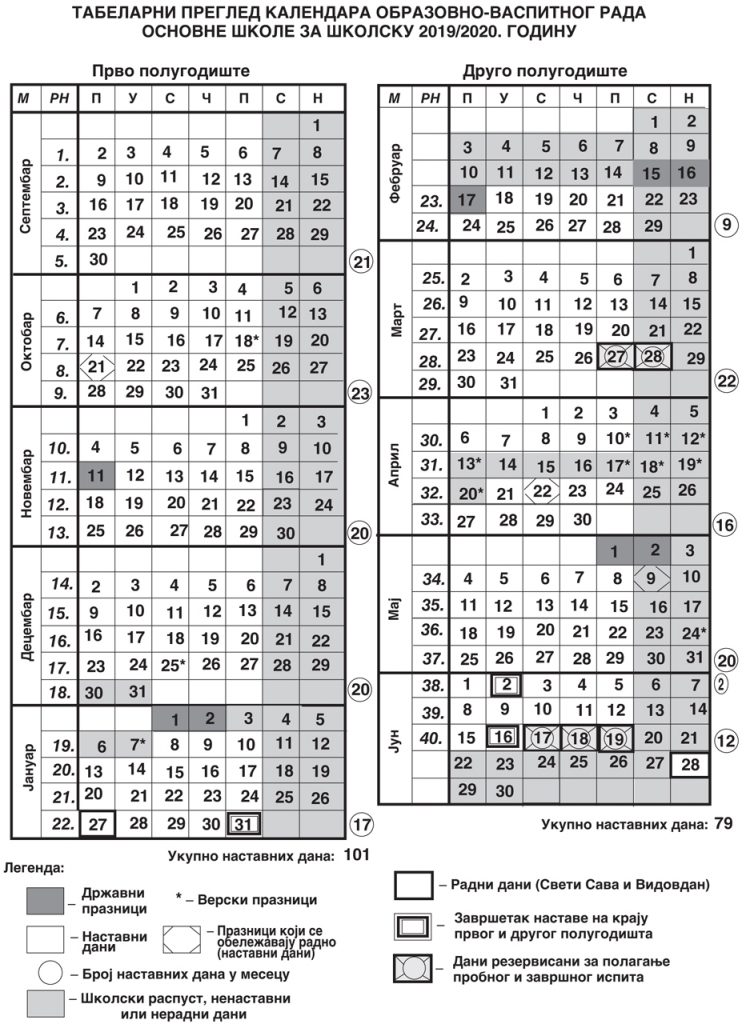 ТАБЕЛАРНИ ПРЕГЛЕД КАЛЕНДАРА ОБРАЗОВНО-ВАСПИТНОГ РАДА
ОСНОВНЕ ШКОЛЕ ЗА ШКОЛСКУ 2019/2020. ГОДИНУ
Прво полугодиште
М РН П У С Ч П С Н
Септембар
1
1. 2 3 4 5 6 7 8
2. 9 10 11 12 13 14 15
3. 16 17 18 19 20 21 22
4. 23 24 25 26 27 28 29
5. 30
21
Октобар
1 2 3 4 5 6
6. 7 8 9 10 11 12 13
7. 14 15 16 17 18* 19 20
8. 21 22 23 24 25 26 27
9. 28 29 30 31
23
Новембар
1 2 3
10. 4 5 6 7 8 9 10
11. 11 12 13 14 15 16 17
12. 18 19 20 21 22 23 24
13. 25 26 27 28 29 30
20
Децембар
1
14. 2 3 4 5 6 7 8
15. 9 10 11 12 13 14 15
16. 16 17 18 19 20 21 22
17. 23 24 25* 26 27 28 29
18. 30 31
20
Јануар
1 2 3 4 5
19. 6 7* 8 9 10 11 12
20. 13 14 15 16 17 18 19
21. 20 21 22 23 24 25 26
22. 27 28 29 30 31
17
Укупно наставних дана: 101
Друго полугодиште
М РН П У С Ч П С Н
Фебруар
1 2
3 4 5 6 7 8 9
10 11 12 13 14 15 16
23. 17 18 19 20 21 22 23
24. 24 25 26 27 28 29
9
Март
1
25. 2 3 4 5 6 7 8
26. 9 10 11 12 13 14 15
27. 16 17 18 19 20 21 22
28. 23 24 25 26 27 28 29
29. 30 31
22
Април
1 2 3 4 5
30. 6 7 8 9 10* 11* 12*
31. 13* 14 15 16 17* 18* 19*
32. 20* 21 22 23 24 25 26
33. 27 28 29 30
16
Мај
1 2 3
34. 4 5 6 7 8 9 10
35. 11 12 13 14 15 16 17
36. 18 19 20 21 22 23 24*
37. 25 26 27 28 29 30 31
20
Јун
38. 1 2 3 4 5 6 7
2
39. 8 9 10 11 12 13 14
40. 15 16 17 18 19 20 21
12
22 23 24 25 26 27 28
29 30
Укупно наставних дана: 79
Легенда:
– Државни
празници
* – Верски празници
– Наставни
дани
– Празници који се
обележавају радно
(наставни дани)
– Број наставних дана у месецу
– Школски распуст, ненаставни
или нерадни дани
– Радни дани (Свети Сава и Видовдан)
– Завршетак наставе на крају
првог и другог полугодишта
– Дани резервисани за полагање
пробног и завршног испита